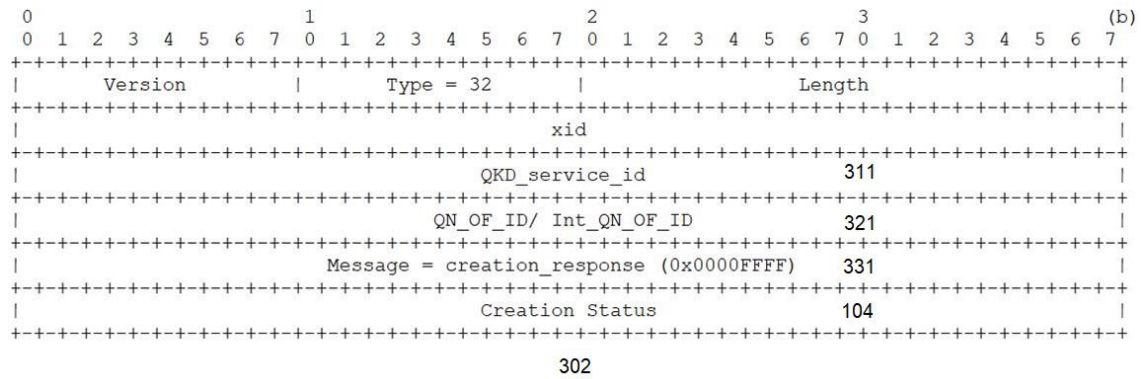 0 1 2 3 (b)
0 1 2 3 4 5 6 7 0 1 2 3 4 5 6 7 0 1 2 3 4 5 6 7 0 1 2 3 4 5 6 7
+-+-+-+-+-+-+-+-+-+-+-+-+-+-+-+-+-+-+-+-+-+-+-+-+-+-+-+-+-+-+-+-+
| Version | Type = 32 | Length |
+-+-+-+-+-+-+-+-+-+-+-+-+-+-+-+-+-+-+-+-+-+-+-+-+-+-+-+-+-+-+-+-+
| xid |
+-+-+-+-+-+-+-+-+-+-+-+-+-+-+-+-+-+-+-+-+-+-+-+-+-+-+-+-+-+-+-+-+
| QKD_service_id 311 |
+-+-+-+-+-+-+-+-+-+-+-+-+-+-+-+-+-+-+-+-+-+-+-+-+-+-+-+-+-+-+-+-+
| QN_OF_ID/ Int_QN_OF_ID 321 |
+-+-+-+-+-+-+-+-+-+-+-+-+-+-+-+-+-+-+-+-+-+-+-+-+-+-+-+-+-+-+-+-+
| Message = creation_response (0x0000FFFF) 331 |
+-+-+-+-+-+-+-+-+-+-+-+-+-+-+-+-+-+-+-+-+-+-+-+-+-+-+-+-+-+-+-+-+
| Creation Status 104 |
+-+-+-+-+-+-+-+-+-+-+-+-+-+-+-+-+-+-+-+-+-+-+-+-+-+-+-+-+-+-+-+-+
302